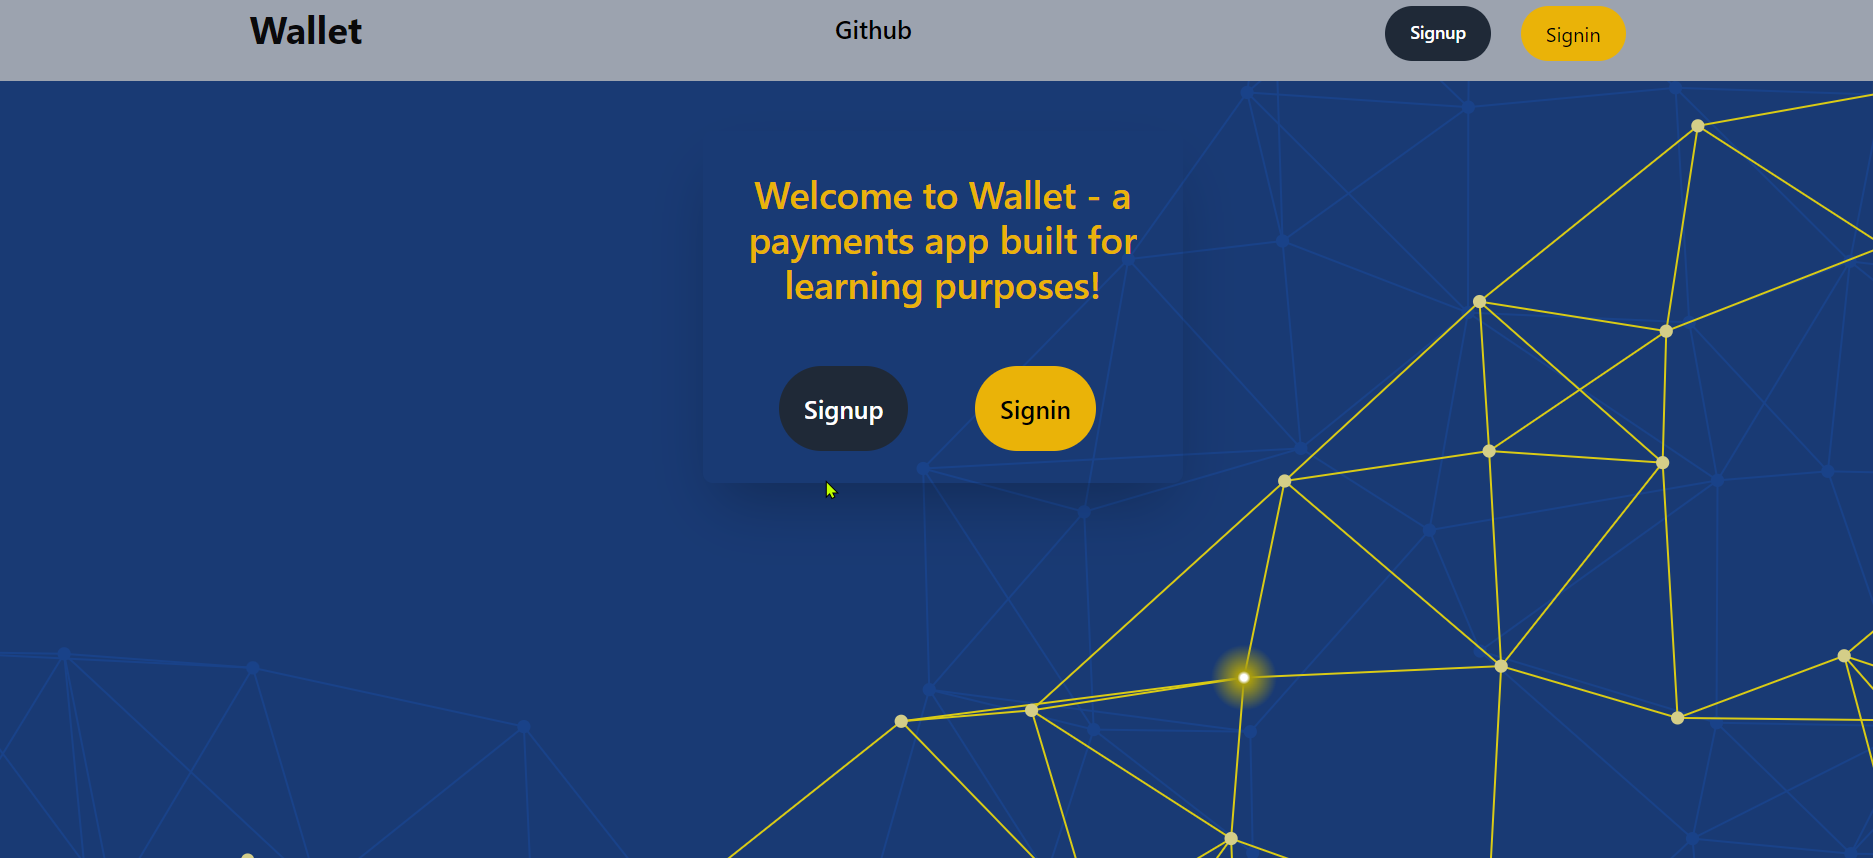 Wallet
Github
Signup
Signin
Welcome to Wallet - a
payments app built for
learning purposes!
Signup
Signin